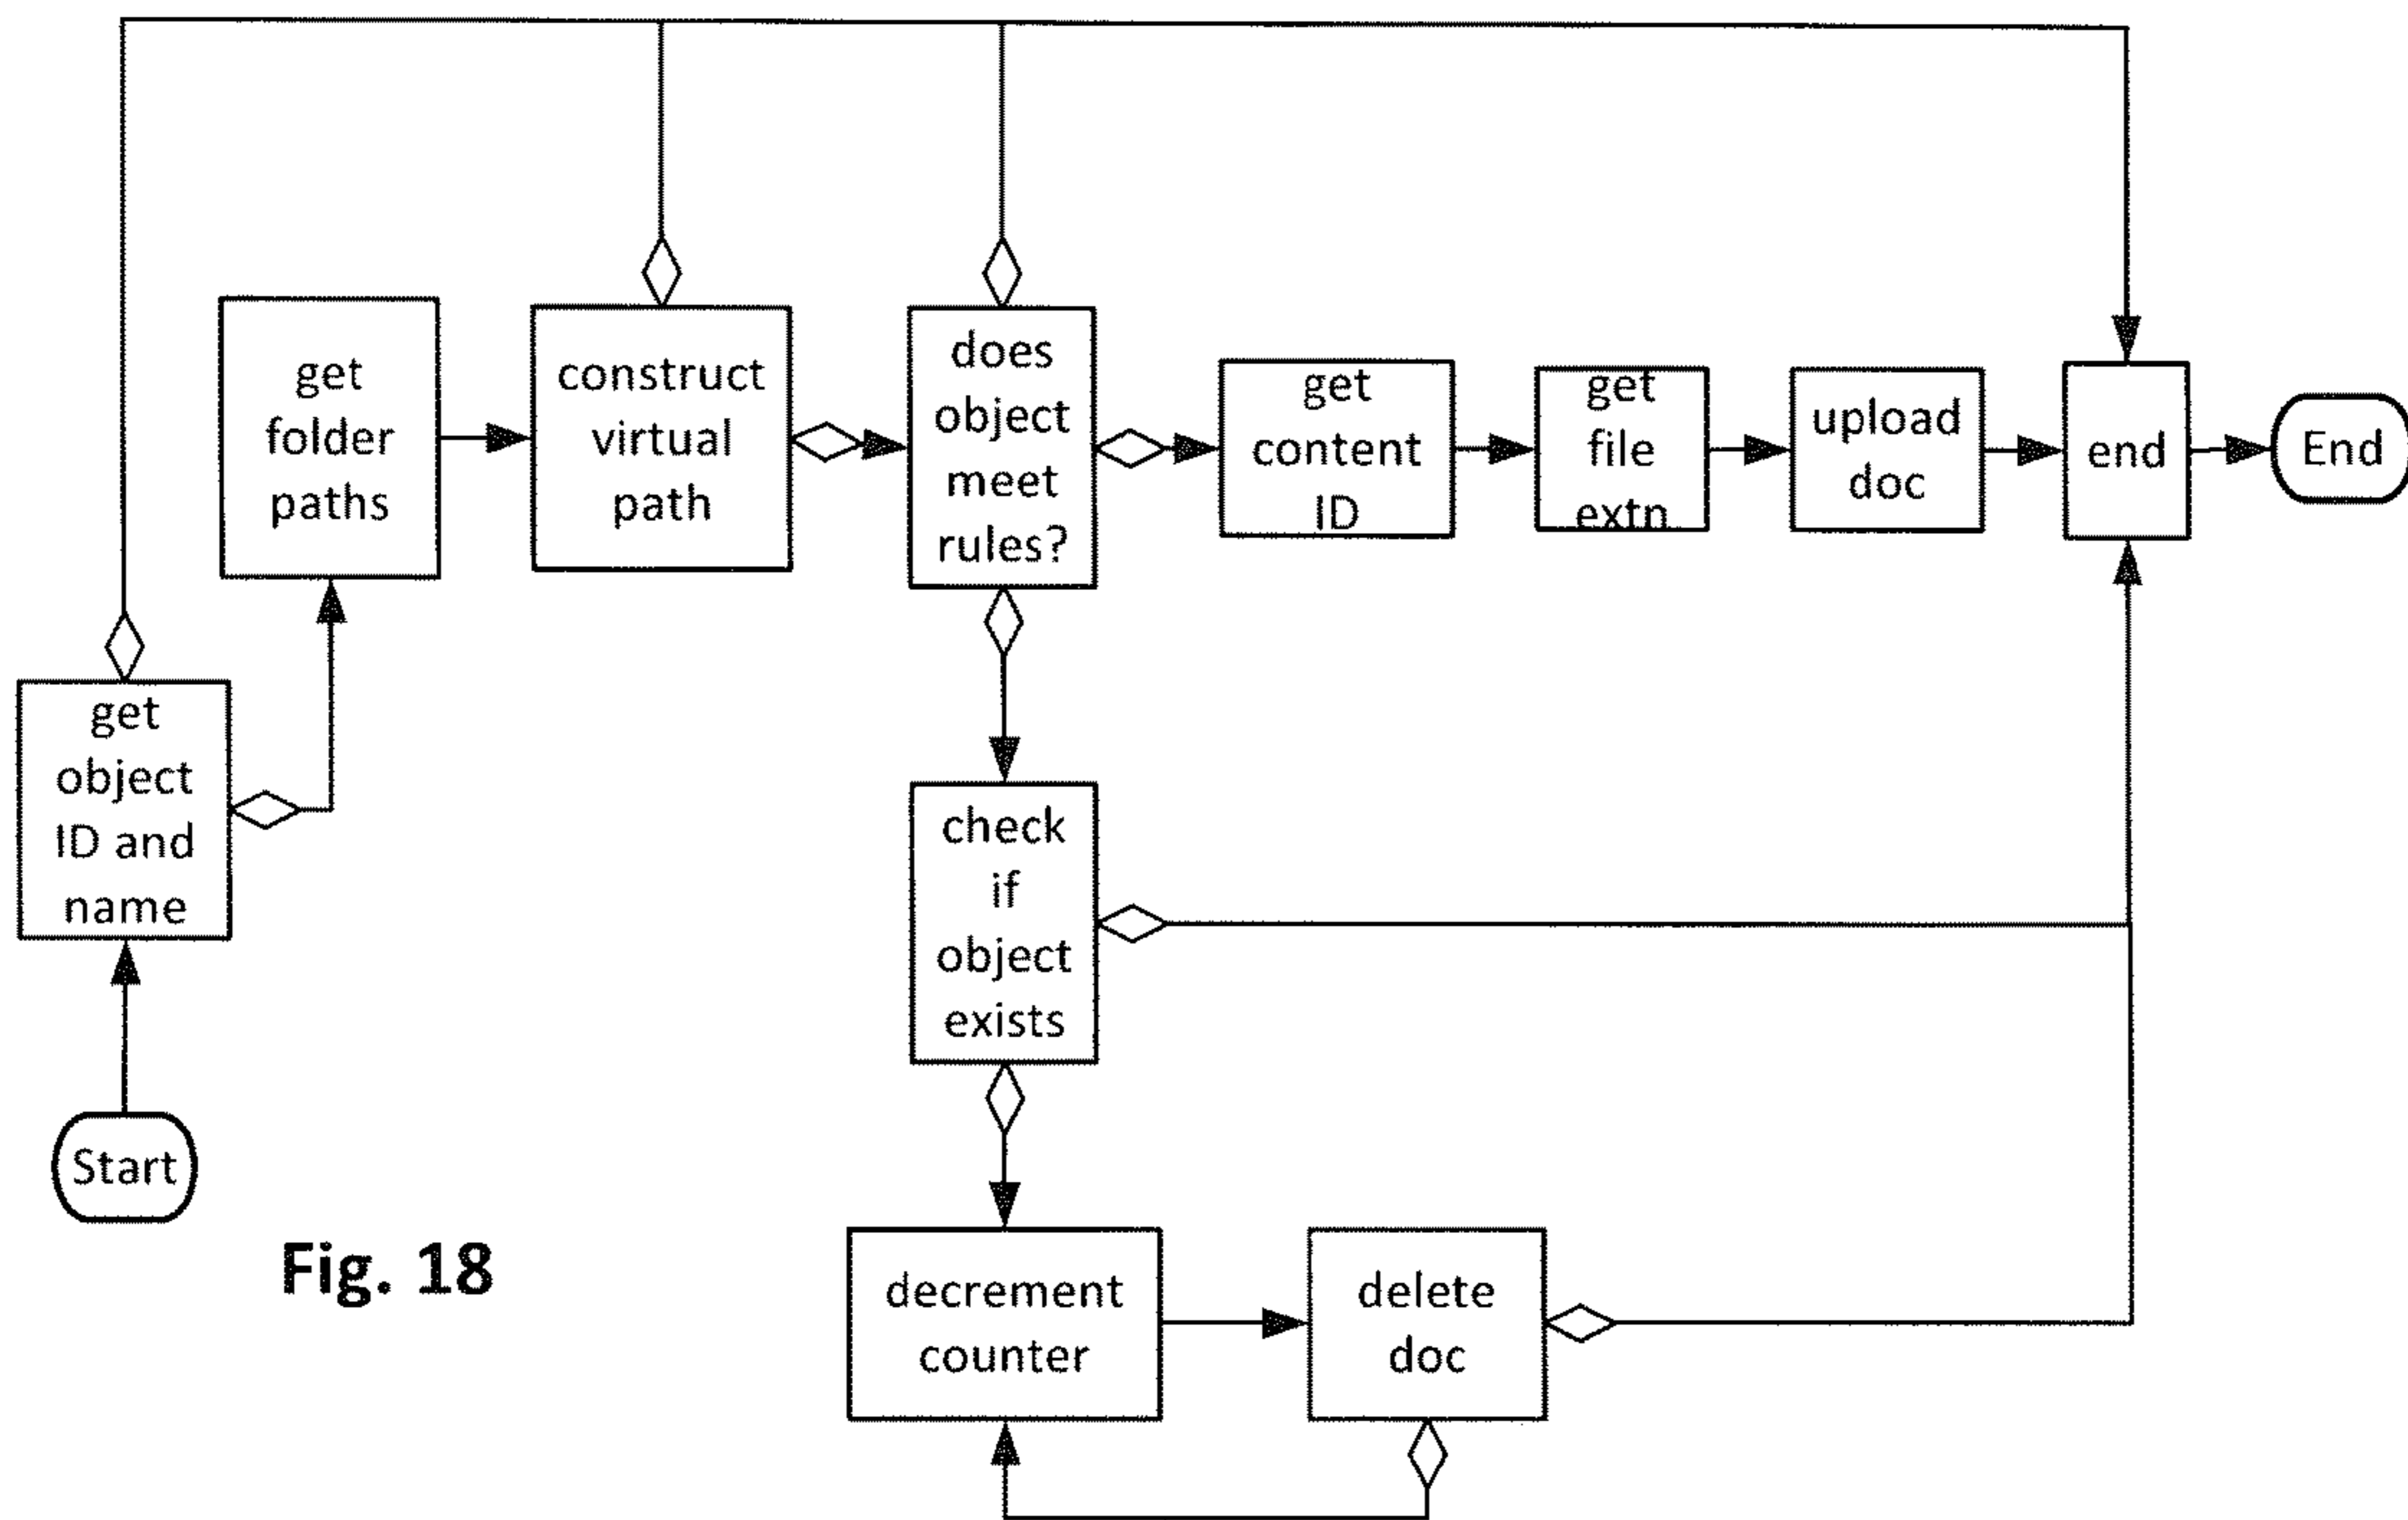 get
folder
paths
construct
virtual
path
does
object
meet
rules?
get
content
ID
get
file
extn
upload
doc
end
End
get
object
ID and
name
check
if
object
exists
Start
Fig. 18
decrement
counter
delete
doc